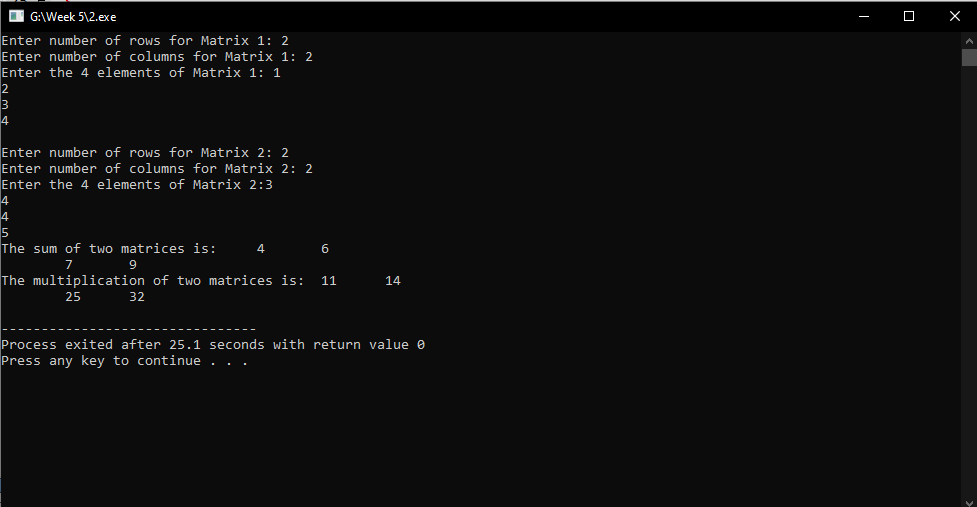 G:\Week 5\2.exe
Enter number of rows for Matrix 1: 2
Enter number of columns for Matrix 1: 2
Enter the 4 elements of Matrix 1: 1
2
3
4
Enter number of rows for Matrix 2: 2
Enter number of columns for Matrix 2: 2
Enter the 4 elements of Matrix 2:3
4
4
5
The sum of two matrices is:     4       6
        7       9
The multiplication of two matrices is:  11      14
        25      32
--------------------------------
Process exited after 25.1 seconds with return value 0
Press any key to continue . . .